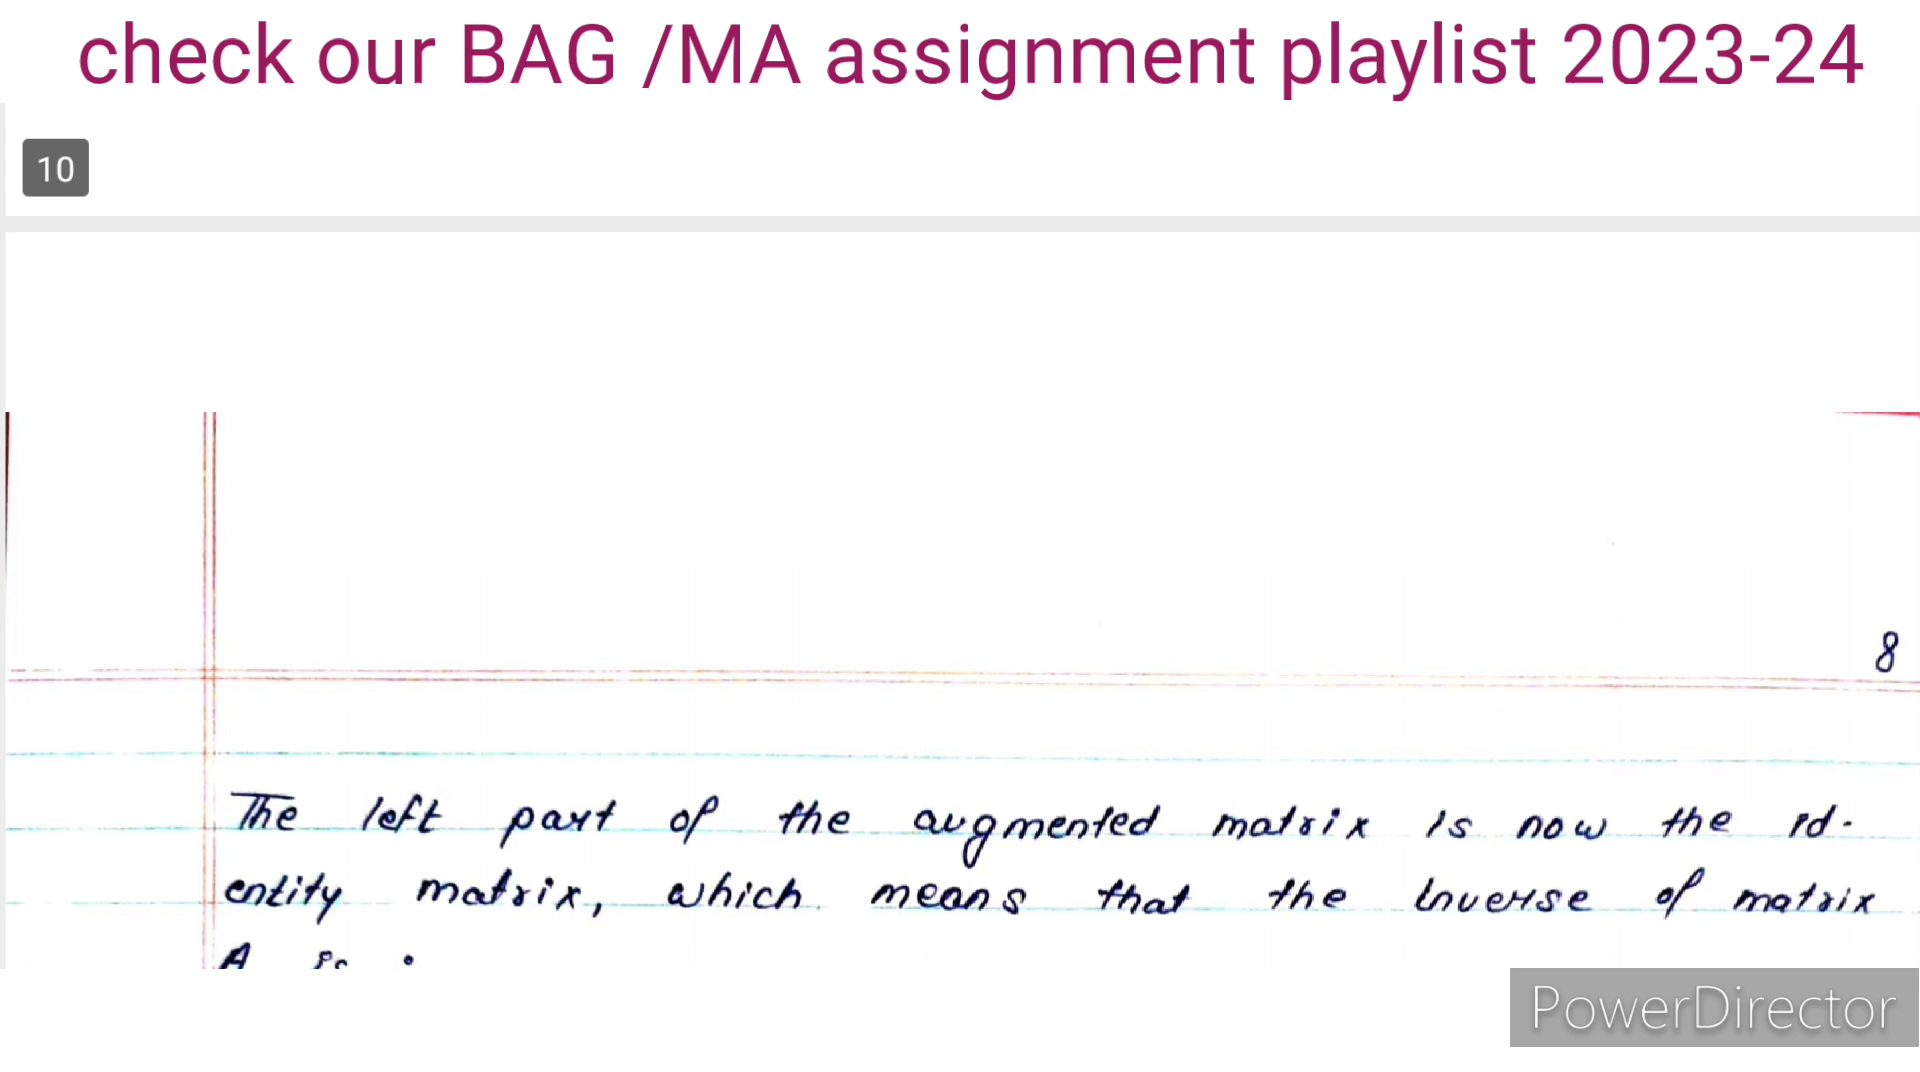 check our BAG /MA assignment playlist 2023-24
10
8
The left part of the augmented matrix is now the id-
entity matrix, which means that the inverse of matrix
A is :
PowerDirector